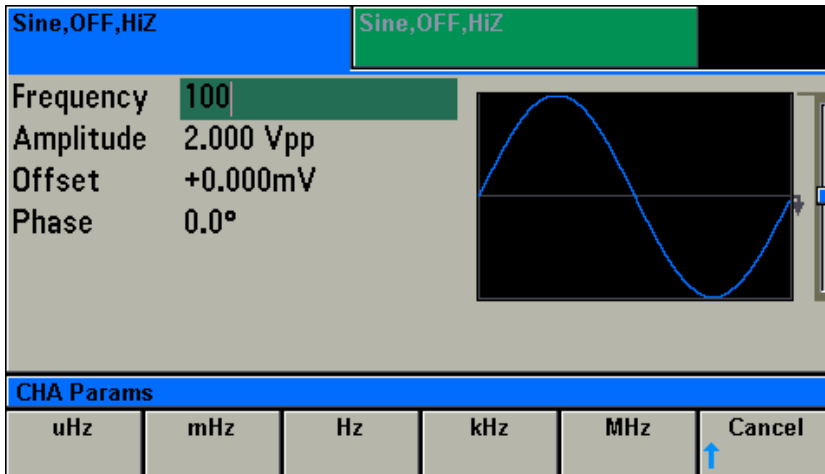 Sine,OFF,HiZ Sine,OFF,HiZ
Frequency 100
Amplitude 2.000 Vpp
Offset +0.000mV
Phase 0.0°
CHA Params
uHz mHz Hz kHz MHz Cancel